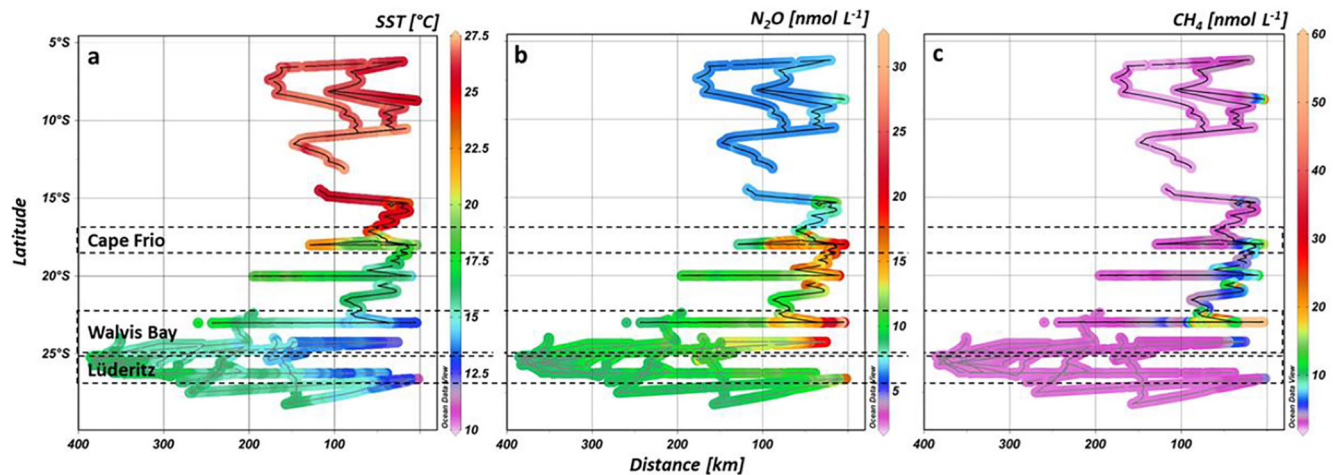 SST [°C]
N₂O [nmol L⁻¹]
CH₄ [nmol L⁻¹]
a
b
c
5°S
10°S
15°S
20°S
25°S
Latitude
Cape Frio
Walvis Bay
Lüderitz
27.5
25
22.5
20
17.5
15
12.5
10
Ocean Data View
30
25
20
15
10
5
Ocean Data View
60
50
40
30
20
10
Ocean Data View
400 300 200 100
400 300 200 100
400 300 200 100
Distance [km]